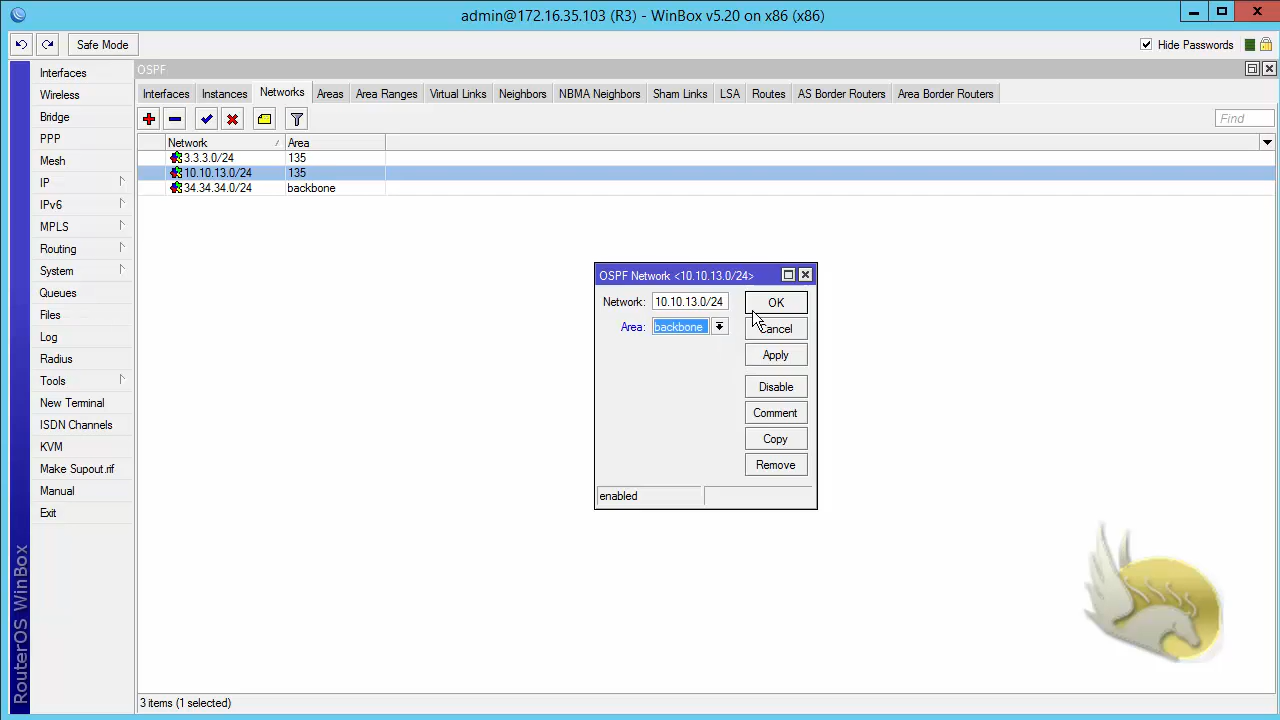 admin@172.16.35.103 (R3) - WinBox v5.20 on x86 (x86)
Safe Mode
Hide Passwords
Interfaces
Wireless
Bridge
PPP
Mesh
IP
IPv6
MPLS
Routing
System
Queues
Files
Log
Radius
Tools
New Terminal
ISDN Channels
KVM
Make Supout.rif
Manual
Exit
RouterOS WinBox
OSPF
Interfaces Instances Networks Areas Area Ranges Virtual Links Neighbors NBMA Neighbors Sham Links LSA Routes AS Border Routers Area Border Routers
Find
Network Area
3.3.3.0/24 135
10.10.13.0/24 135
34.34.34.0/24 backbone
OSPF Network <10.10.13.0/24>
Network: 10.10.13.0/24
Area: backbone
OK
Cancel
Apply
Disable
Comment
Copy
Remove
enabled
3 items (1 selected)